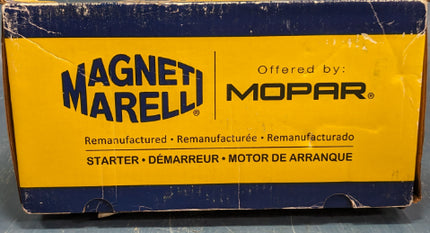 MAGNETI
MARELLI
Offered by:
MOPAR®
Remanufactured • Remanufacturée • Remanufacturado
STARTER • DÉMARREUR • MOTOR DE ARRANQUE